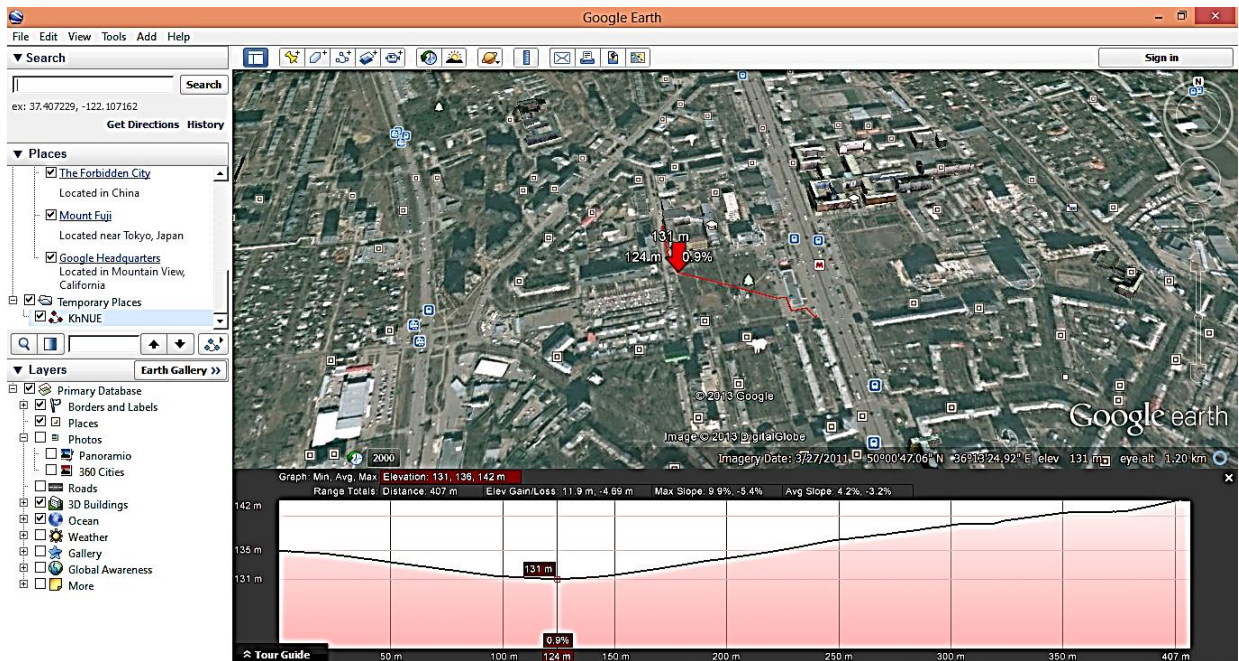 Google Earth
File Edit View Tools Add Help
▼ Search
Search
ex: 37.407229, -122.107162
Get Directions History
▼ Places
The Forbidden City
Located in China
Mount Fuji
Located near Tokyo, Japan
Google Headquarters
Located in Mountain View,
California
Temporary Places
KhNUE
▼ Layers
Earth Gallery »
Primary Database
Borders and Labels
Places
Photos
Panoramio
360 Cities
Roads
3D Buildings
Ocean
Weather
Gallery
Global Awareness
More
Sign in
N
131 m
124 m 0.9%
M
© 2013 Google
Image © 2013 DigitalGlobe
Google earth
2000
Imagery Date: 3/27/2011 50°00'47.06" N 36°13'24.92" E elev 131 m eye alt 1.20 km
Graph: Min, Avg, Max Elevation: 131, 136, 142 m
Range Totals: Distance: 407 m Elev Gain/Loss: 11.9 m, -4.69 m Max Slope: 9.9%, -5.4% Avg Slope: 4.2%, -3.2%
142 m
135 m
131 m
131 m
0.9%
Tour Guide
50 m 100 m 124 m 150 m 200 m 250 m 300 m 350 m 407 m